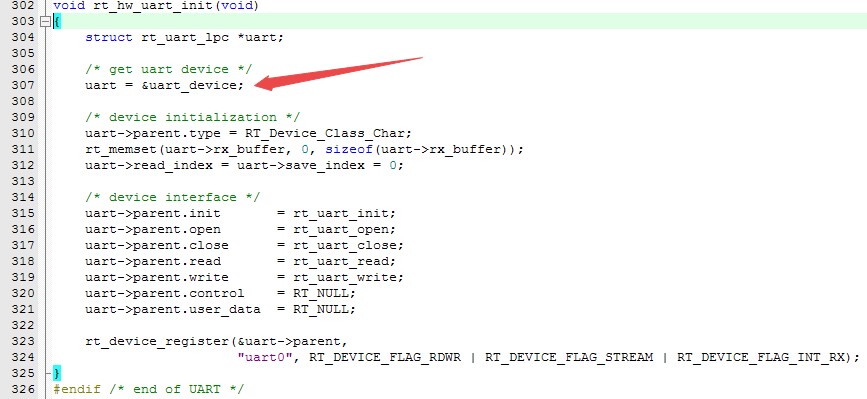 302 void rt_hw_uart_init(void)
303 {
304     struct rt_uart_lpc *uart;
305
306     /* get uart device */
307     uart = &uart_device;
308
309     /* device initialization */
310     uart->parent.type = RT_Device_Class_Char;
311     rt_memset(uart->rx_buffer, 0, sizeof(uart->rx_buffer));
312     uart->read_index = uart->save_index = 0;
313
314     /* device interface */
315     uart->parent.init       = rt_uart_init;
316     uart->parent.open       = rt_uart_open;
317     uart->parent.close      = rt_uart_close;
318     uart->parent.read       = rt_uart_read;
319     uart->parent.write      = rt_uart_write;
320     uart->parent.control    = RT_NULL;
321     uart->parent.user_data  = RT_NULL;
322
323     rt_device_register(&uart->parent,
324                        "uart0", RT_DEVICE_FLAG_RDWR | RT_DEVICE_FLAG_STREAM | RT_DEVICE_FLAG_INT_RX);
325 }
326 #endif /* end of UART */